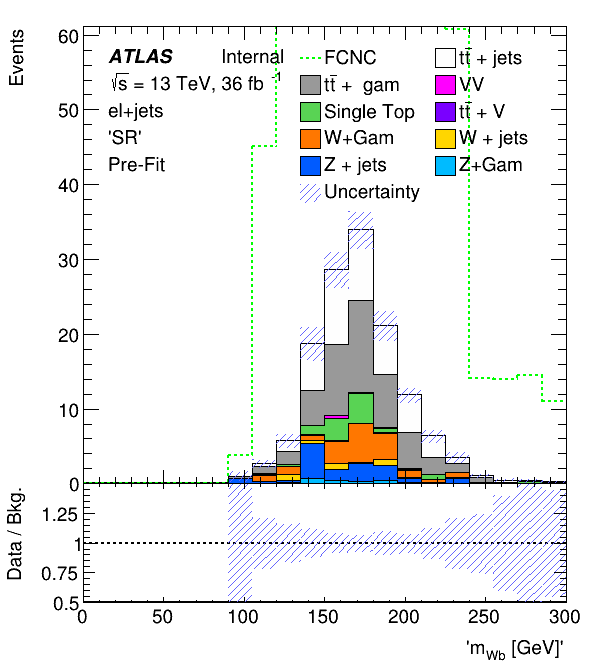 Events
60
50
40
30
20
10
0
ATLAS Internal
√s = 13 TeV, 36 fb⁻¹
el+jets
'SR'
Pre-Fit
FCNC
tt̄ + jets
tt̄ + gam
VV
Single Top
tt̄ + V
W+Gam
W + jets
Z + jets
Z+Gam
Uncertainty
Data / Bkg.
1.25
1
0.75
0.5
0 50 100 150 200 250 300
'm_Wb [GeV]'